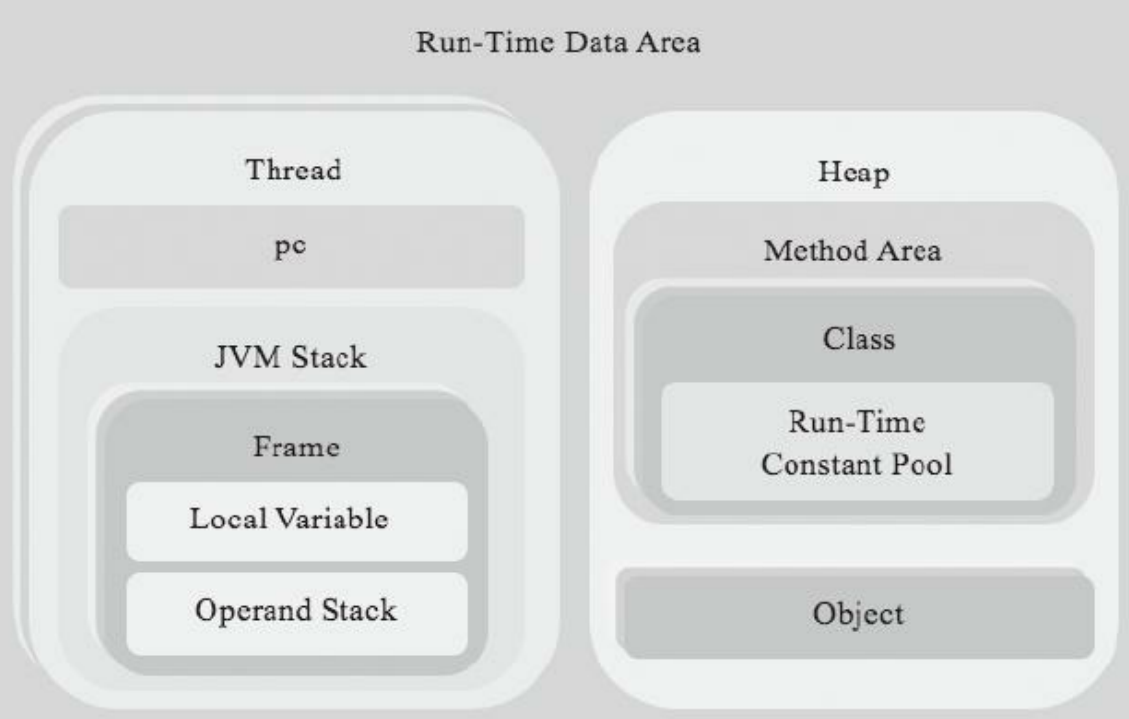 Run-Time Data Area
Thread
pc
JVM Stack
Frame
Local Variable
Operand Stack
Heap
Method Area
Class
Run-Time
Constant Pool
Object